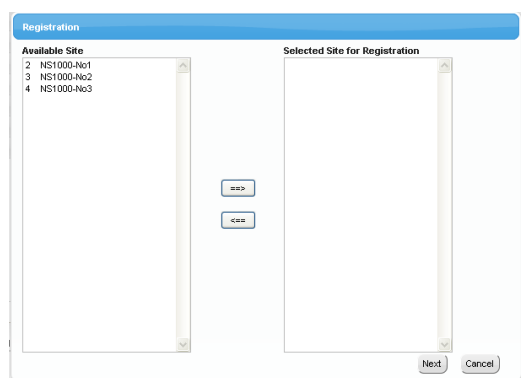 Registration
Available Site
Selected Site for Registration
2 NS1000-No1
3 NS1000-No2
4 NS1000-No3
==>
<==
Next
Cancel